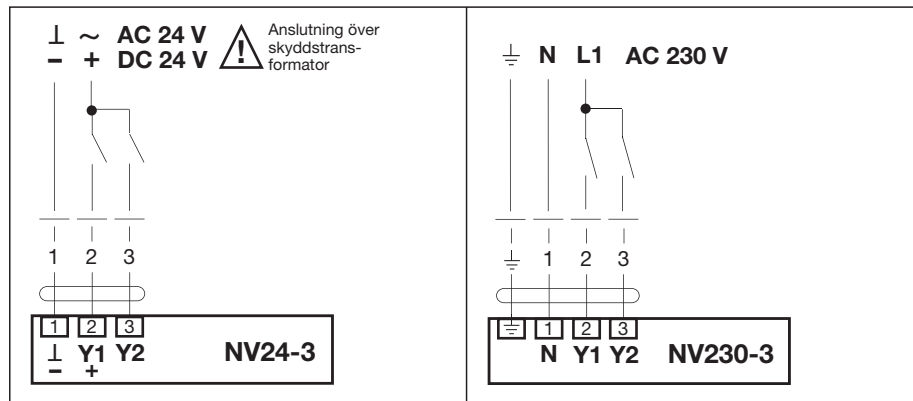 ⊥ ~ AC 24 V
– + DC 24 V
Anslutning över
skyddstrans-
formator
1 2 3
1 2 3
⊥ Y1 Y2
– +
NV24-3
⏚ N L1 AC 230 V
⏚ 1 2 3
⏚ 1 2 3
N Y1 Y2
NV230-3